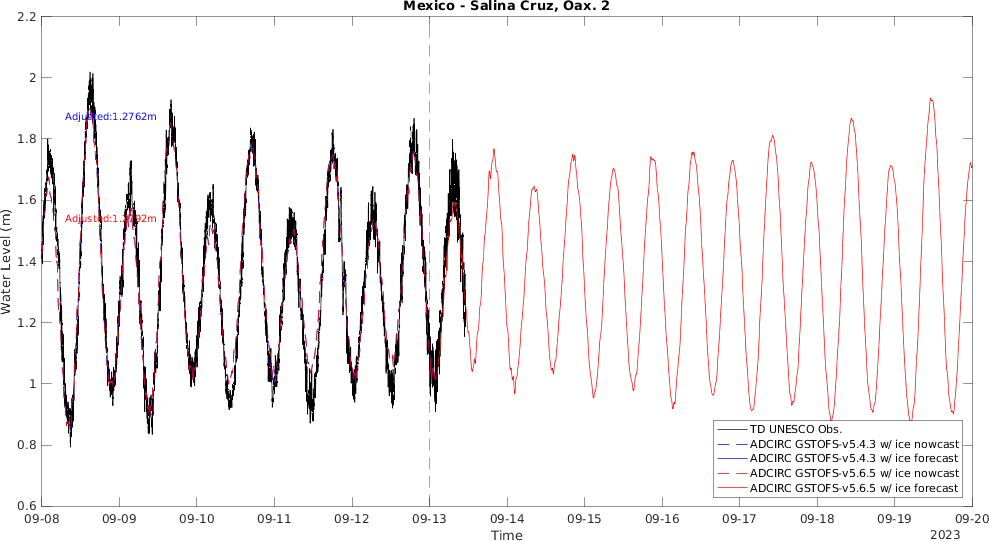 Mexico - Salina Cruz, Oax. 2
2.2
2
1.8
1.6
1.4
1.2
1
0.8
0.6
Water Level (m)
Adjusted:1.2762m
TD UNESCO Obs.
ADCIRC GSTOFS-v5.4.3 w/ ice nowcast
ADCIRC GSTOFS-v5.4.3 w/ ice forecast
ADCIRC GSTOFS-v5.6.5 w/ ice nowcast
ADCIRC GSTOFS-v5.6.5 w/ ice forecast
09-08 09-09 09-10 09-11 09-12 09-13 09-14 09-15 09-16 09-17 09-18 09-19 09-20
Time
2023